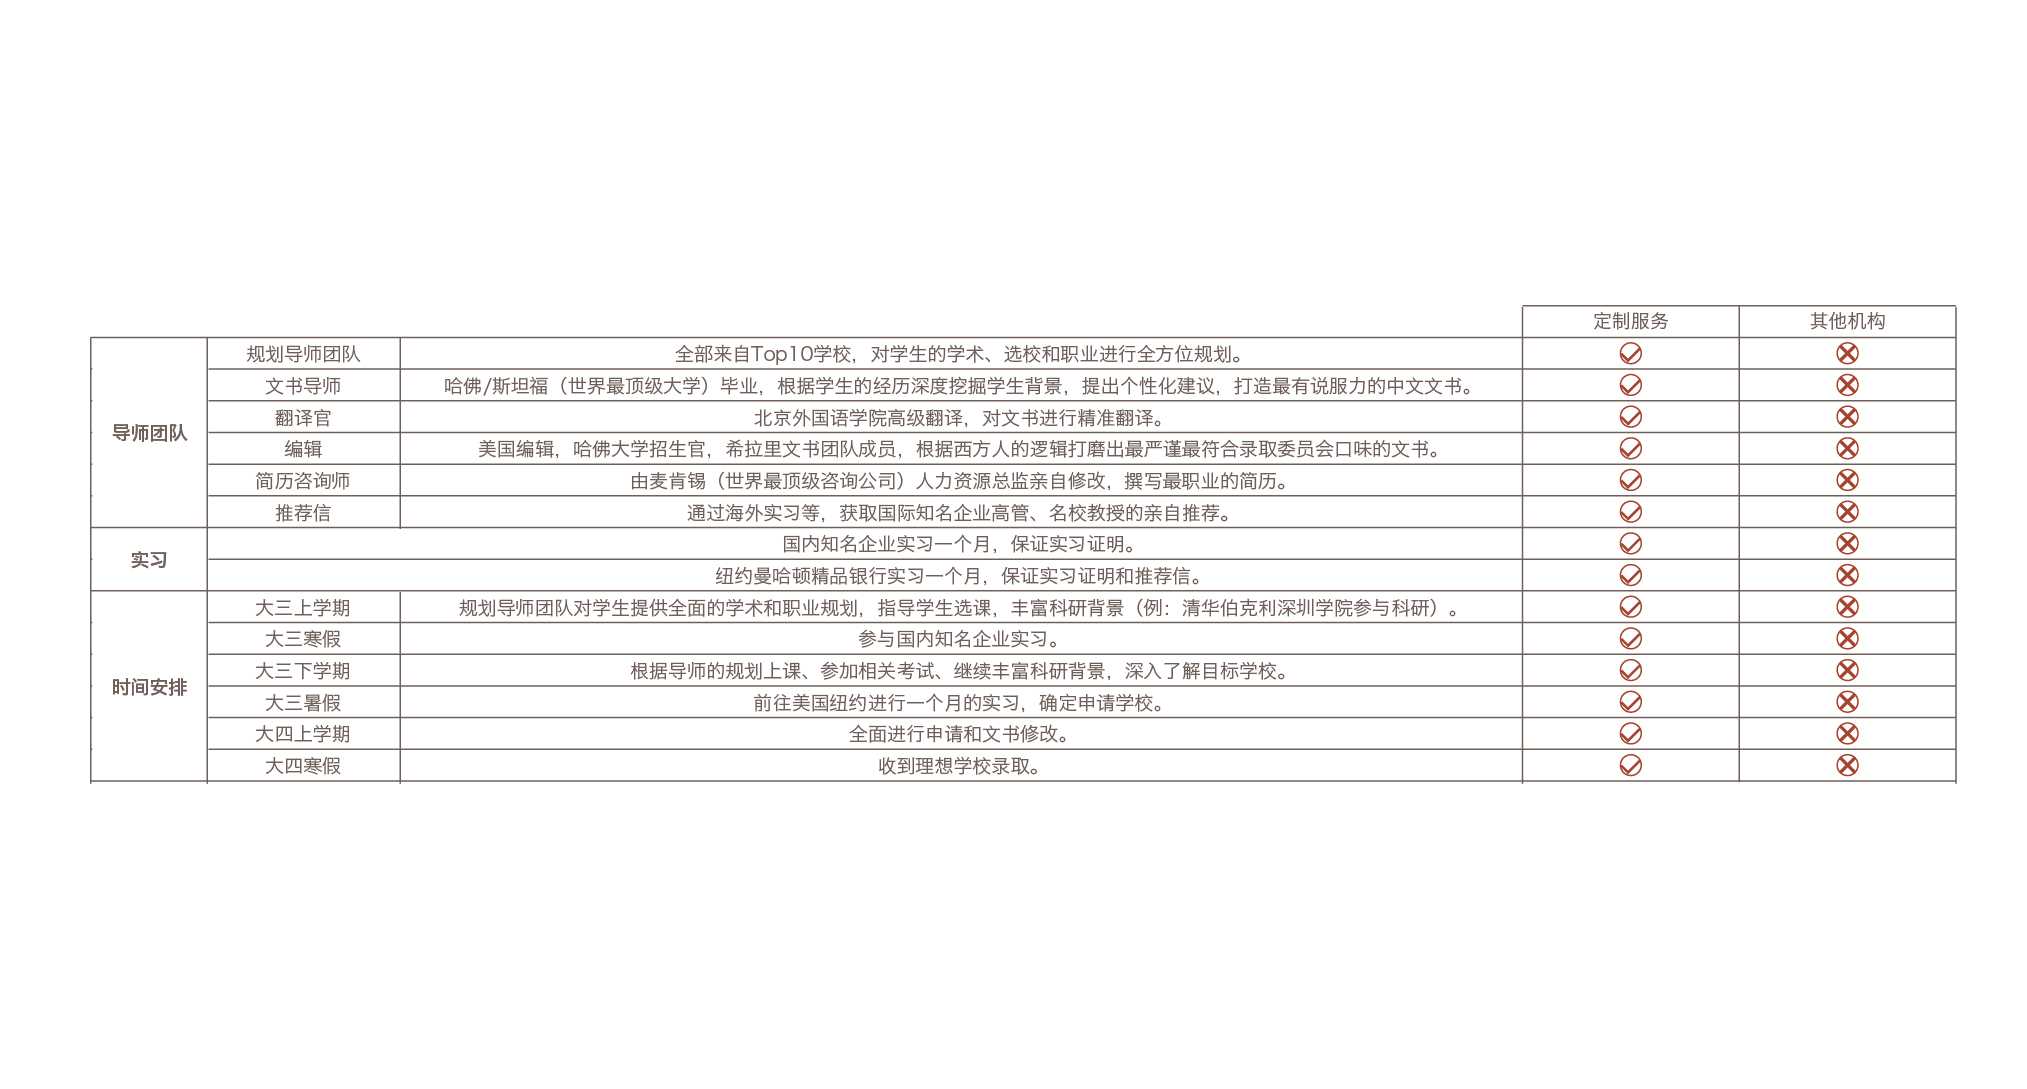 定制服务 其他机构
规划导师团队 全部来自Top10学校，对学生的学术、选校和职业进行全方位规划。
文书导师 哈佛/斯坦福（世界最顶级大学）毕业，根据学生的经历深度挖掘学生背景，提出个性化建议，打造最有说服力的中文文书。
翻译官 北京外国语学院高级翻译，对文书进行精准翻译。
导师团队
编辑 美国编辑，哈佛大学招生官，希拉里文书团队成员，根据西方人的逻辑打磨出最严谨最符合录取委员会口味的文书。
简历咨询师 由麦肯锡（世界最顶级咨询公司）人力资源总监亲自修改，撰写最职业的简历。
推荐信 通过海外实习等，获取国际知名企业高管、名校教授的亲自推荐。
国内知名企业实习一个月，保证实习证明。
实习
纽约曼哈顿精品银行实习一个月，保证实习证明和推荐信。
大三上学期 规划导师团队对学生提供全面的学术和职业规划，指导学生选课，丰富科研背景（例：清华伯克利深圳学院参与科研）。
大三寒假 参与国内知名企业实习。
大三下学期 根据导师的规划上课、参加相关考试、继续丰富科研背景，深入了解目标学校。
时间安排
大三暑假 前往美国纽约进行一个月的实习，确定申请学校。
大四上学期 全面进行申请和文书修改。
大四寒假 收到理想学校录取。